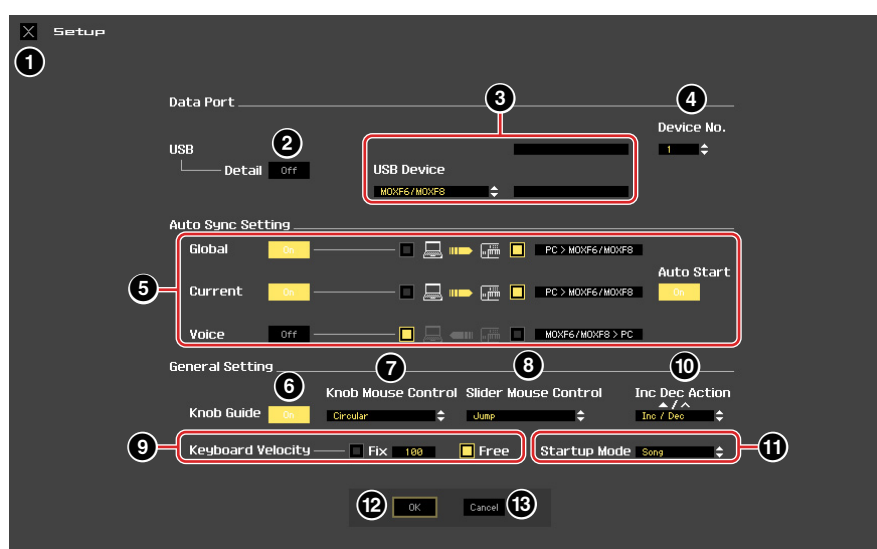 Setup
1
Data Port
3
4
Device No.
USB
2
1
Detail Off
USB Device
MOXF6/MOXF8
Auto Sync Setting
Global On PC > MOXF6/MOXF8
Auto Start
5
Current On PC > MOXF6/MOXF8 On
Voice Off MOXF6/MOXF8 > PC
General Setting
6
7
8
10
Knob Mouse Control Slider Mouse Control Inc Dec Action
Knob Guide On Circular Jump Inc / Dec
9
Keyboard Velocity Fix 100 Free Startup Mode Song
11
12 OK Cancel 13